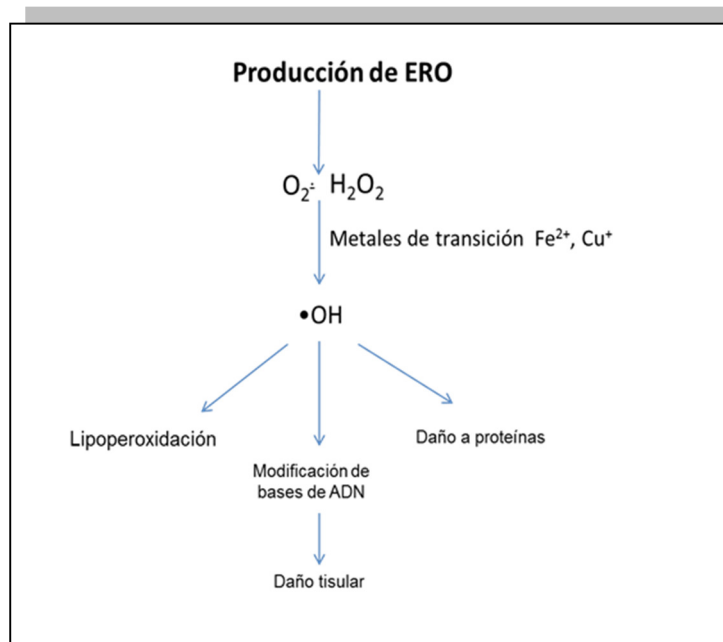 Producción de ERO
O₂∸ H₂O₂
Metales de transición Fe²⁺, Cu⁺
•OH
Lipoperoxidación
Daño a proteínas
Modificación de
bases de ADN
Daño tisular